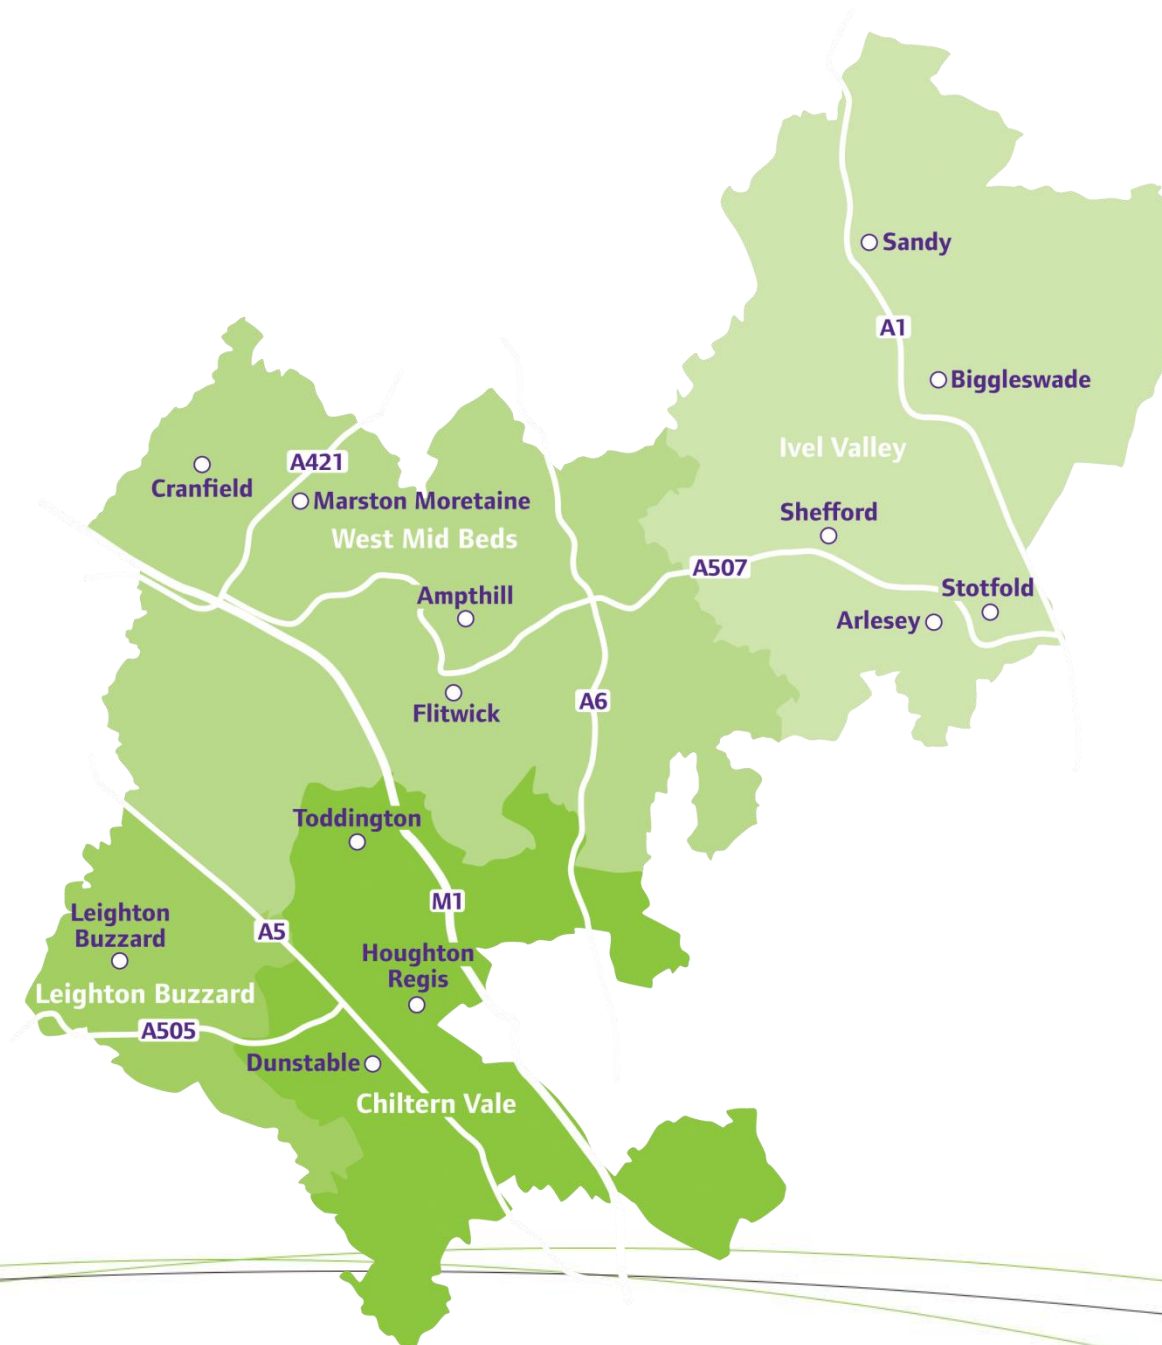 Sandy
A1
Biggleswade
Ivel Valley
A421
Cranfield
Marston Moretaine
West Mid Beds
Shefford
A507
Stotfold
Ampthill
Arlesey
A6
Flitwick
Toddington
M1
Leighton
Buzzard
A5
Houghton
Regis
Leighton Buzzard
A505
Dunstable
Chiltern Vale